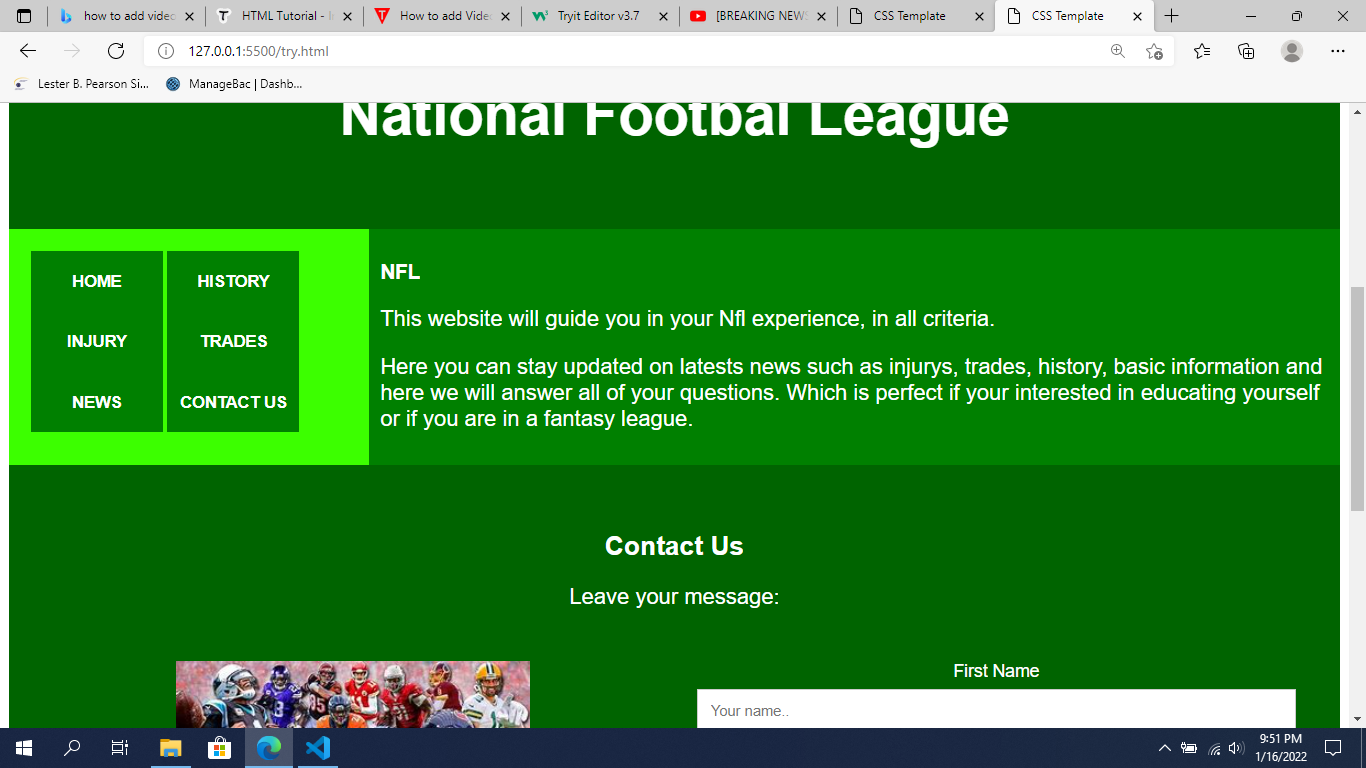 how to add video
HTML Tutorial - I
How to add Vide
Tryit Editor v3.7
[BREAKING NEWS
CSS Template
CSS Template
127.0.0.1:5500/try.html
Lester B. Pearson Si...
ManageBac | Dashb...
National Footbal League
HOME
HISTORY
INJURY
TRADES
NEWS
CONTACT US
NFL
This website will guide you in your Nfl experience, in all criteria.
Here you can stay updated on latests news such as injurys, trades, history, basic information and
here we will answer all of your questions. Which is perfect if your interested in educating yourself
or if you are in a fantasy league.
Contact Us
Leave your message:
First Name
Your name..
9:51 PM
1/16/2022